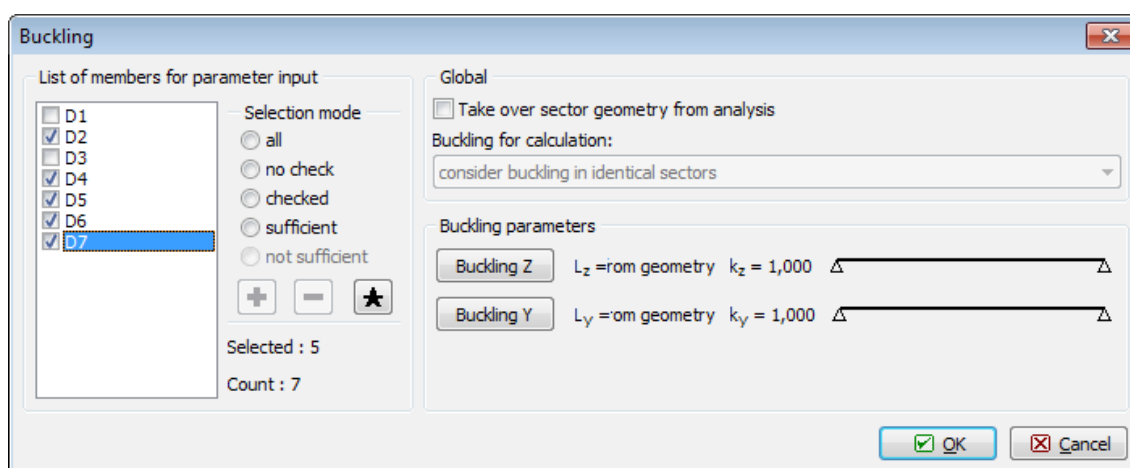 Buckling
List of members for parameter input
D1
D2
D3
D4
D5
D6
D7
Selection mode
all
no check
checked
sufficient
not sufficient
Selected : 5
Count : 7
Global
Take over sector geometry from analysis
Buckling for calculation:
consider buckling in identical sectors
Buckling parameters
Buckling Z Lz =rom geometry kz = 1,000
Buckling Y Ly =om geometry ky = 1,000
OK Cancel